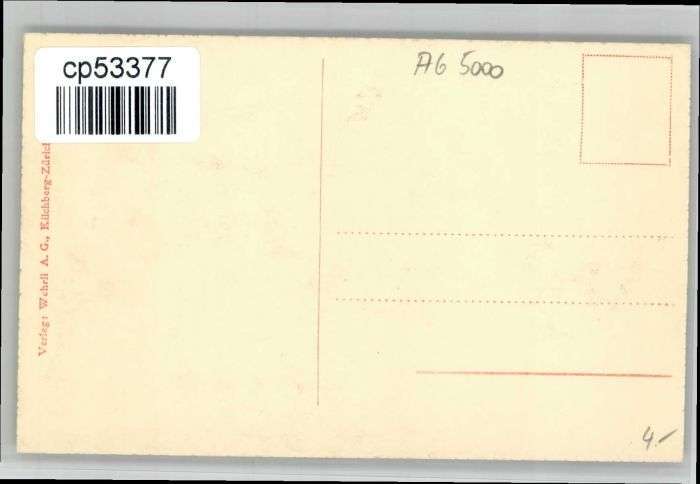 cp53377
AG 5000
Verlag: Wehrli A. G., Kilchberg-Zürich
4.-